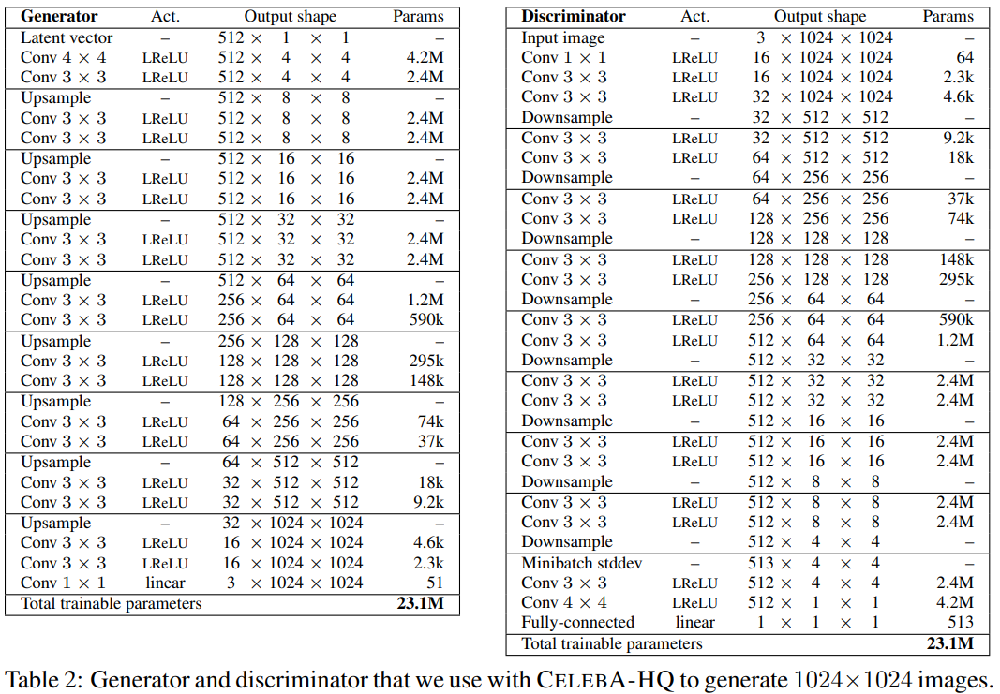 Generator Act. Output shape Params
Latent vector – 512 × 1 × 1 –
Conv 4 × 4 LReLU 512 × 4 × 4 4.2M
Conv 3 × 3 LReLU 512 × 4 × 4 2.4M
Upsample – 512 × 8 × 8 –
Conv 3 × 3 LReLU 512 × 8 × 8 2.4M
Conv 3 × 3 LReLU 512 × 8 × 8 2.4M
Upsample – 512 × 16 × 16 –
Conv 3 × 3 LReLU 512 × 16 × 16 2.4M
Conv 3 × 3 LReLU 512 × 16 × 16 2.4M
Upsample – 512 × 32 × 32 –
Conv 3 × 3 LReLU 512 × 32 × 32 2.4M
Conv 3 × 3 LReLU 512 × 32 × 32 2.4M
Upsample – 512 × 64 × 64 –
Conv 3 × 3 LReLU 256 × 64 × 64 1.2M
Conv 3 × 3 LReLU 256 × 64 × 64 590k
Upsample – 256 × 128 × 128 –
Conv 3 × 3 LReLU 128 × 128 × 128 295k
Conv 3 × 3 LReLU 128 × 128 × 128 148k
Upsample – 128 × 256 × 256 –
Conv 3 × 3 LReLU 64 × 256 × 256 74k
Conv 3 × 3 LReLU 64 × 256 × 256 37k
Upsample – 64 × 512 × 512 –
Conv 3 × 3 LReLU 32 × 512 × 512 18k
Conv 3 × 3 LReLU 32 × 512 × 512 9.2k
Upsample – 32 × 1024 × 1024 –
Conv 3 × 3 LReLU 16 × 1024 × 1024 4.6k
Conv 3 × 3 LReLU 16 × 1024 × 1024 2.3k
Conv 1 × 1 linear 3 × 1024 × 1024 51
Total trainable parameters 23.1M
Discriminator Act. Output shape Params
Input image – 3 × 1024 × 1024 –
Conv 1 × 1 LReLU 16 × 1024 × 1024 64
Conv 3 × 3 LReLU 16 × 1024 × 1024 2.3k
Conv 3 × 3 LReLU 32 × 1024 × 1024 4.6k
Downsample – 32 × 512 × 512 –
Conv 3 × 3 LReLU 32 × 512 × 512 9.2k
Conv 3 × 3 LReLU 64 × 512 × 512 18k
Downsample – 64 × 256 × 256 –
Conv 3 × 3 LReLU 64 × 256 × 256 37k
Conv 3 × 3 LReLU 128 × 256 × 256 74k
Downsample – 128 × 128 × 128 –
Conv 3 × 3 LReLU 128 × 128 × 128 148k
Conv 3 × 3 LReLU 256 × 128 × 128 295k
Downsample – 256 × 64 × 64 –
Conv 3 × 3 LReLU 256 × 64 × 64 590k
Conv 3 × 3 LReLU 512 × 64 × 64 1.2M
Downsample – 512 × 32 × 32 –
Conv 3 × 3 LReLU 512 × 32 × 32 2.4M
Conv 3 × 3 LReLU 512 × 32 × 32 2.4M
Downsample – 512 × 16 × 16 –
Conv 3 × 3 LReLU 512 × 16 × 16 2.4M
Conv 3 × 3 LReLU 512 × 16 × 16 2.4M
Downsample – 512 × 8 × 8 –
Conv 3 × 3 LReLU 512 × 8 × 8 2.4M
Conv 3 × 3 LReLU 512 × 8 × 8 2.4M
Downsample – 512 × 4 × 4 –
Minibatch stddev – 513 × 4 × 4 –
Conv 3 × 3 LReLU 512 × 4 × 4 2.4M
Conv 4 × 4 LReLU 512 × 1 × 1 4.2M
Fully-connected linear 1 × 1 × 1 513
Total trainable parameters 23.1M
Table 2: Generator and discriminator that we use with CELEBA-HQ to generate 1024×1024 images.